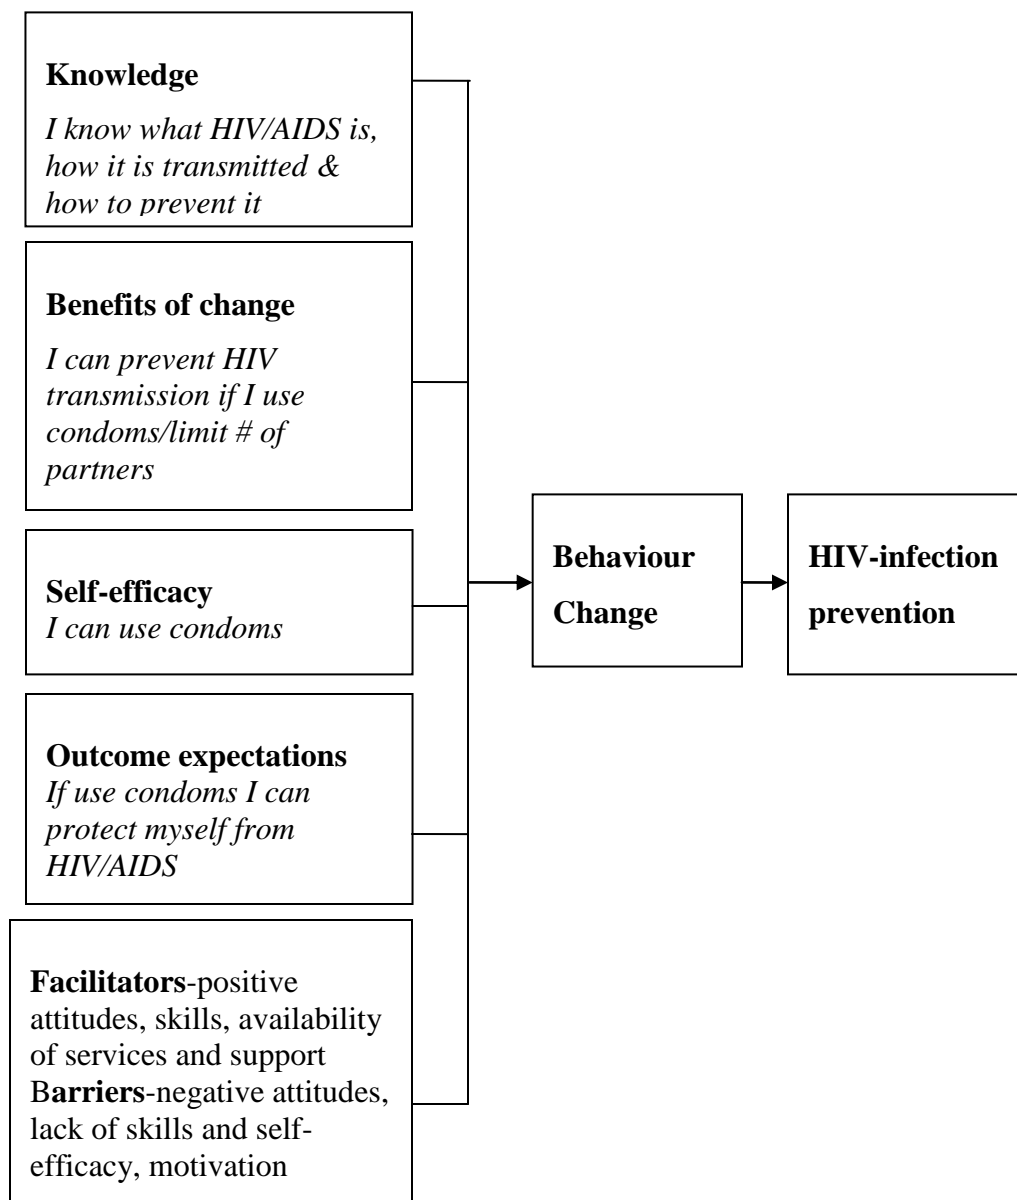 Knowledge
I know what HIV/AIDS is,
how it is transmitted &
how to prevent it
Benefits of change
I can prevent HIV
transmission if I use
condoms/limit # of
partners
Self-efficacy
I can use condoms
Outcome expectations
If use condoms I can
protect myself from
HIV/AIDS
Facilitators-positive
attitudes, skills, availability
of services and support
Barriers-negative attitudes,
lack of skills and self-
efficacy, motivation
Behaviour
Change
HIV-infection
prevention